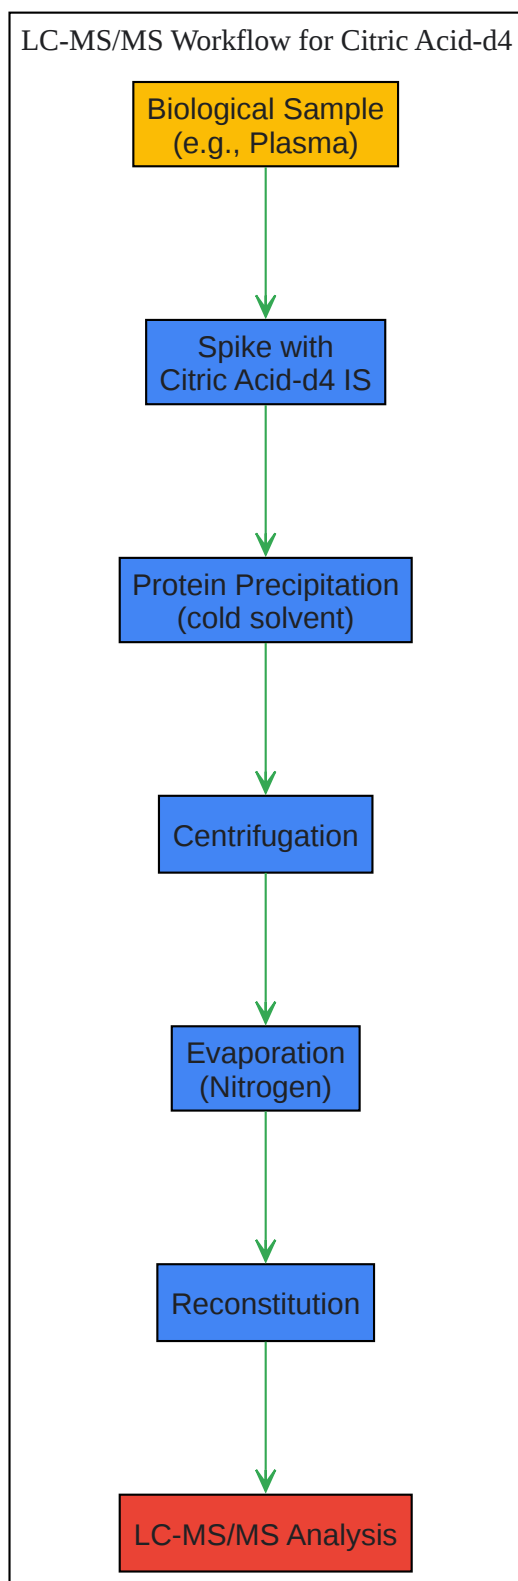 LC-MS/MS Workflow for Citric Acid-d4
Biological Sample
(e.g., Plasma)
Spike with
Citric Acid-d4 IS
Protein Precipitation
(cold solvent)
Centrifugation
Evaporation
(Nitrogen)
Reconstitution
LC-MS/MS Analysis